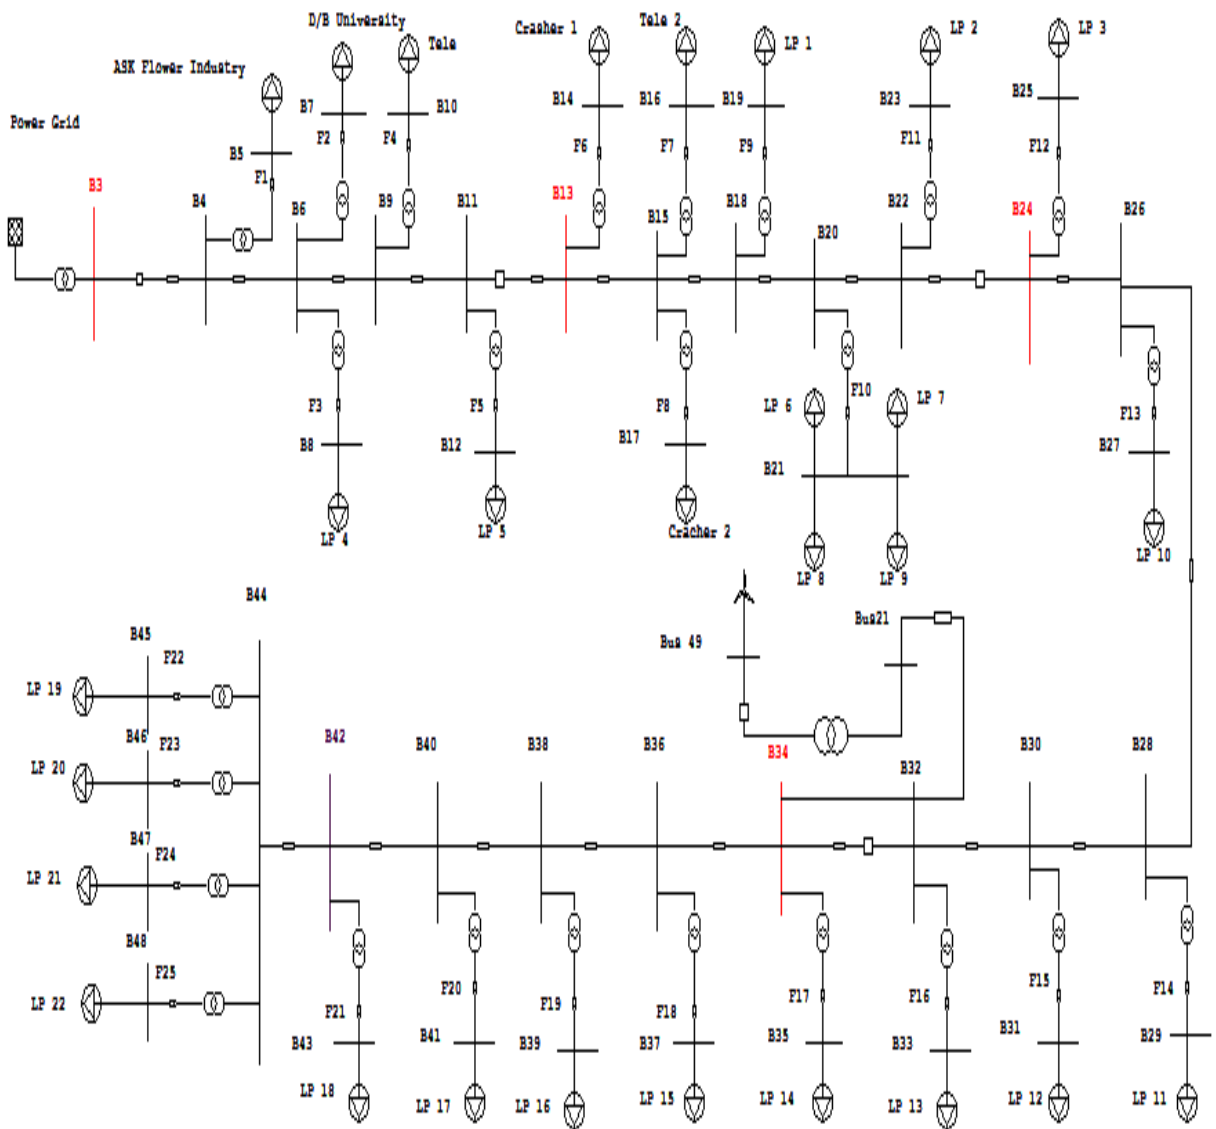 D/B University
Crasher 1
Tele 2
LP 2
LP 3
Tele
LP 1
ASK Flower Industry
B7
B10
B14
B16
B19
B23
B25
Power Grid
F2
F4
F6
F7
F9
F11
F12
B5
F1
B3
B4
B6
B9
B11
B13
B15
B18
B20
B22
B24
B26
F3
F5
F8
LP 6
F10
LP 7
F13
B8
B12
B17
B21
B27
LP 4
LP 5
Cracher 2
LP 8
LP 9
LP 10
B44
B45
Bus 49
Bus21
F22
LP 19
B46
F23
B42
B40
B38
B36
B34
B32
B30
B28
LP 20
B47
F24
LP 21
B48
F25
LP 22
F21
F20
F19
F18
F17
F16
F15
F14
B43
B41
B39
B37
B35
B33
B31
B29
LP 18
LP 17
LP 16
LP 15
LP 14
LP 13
LP 12
LP 11